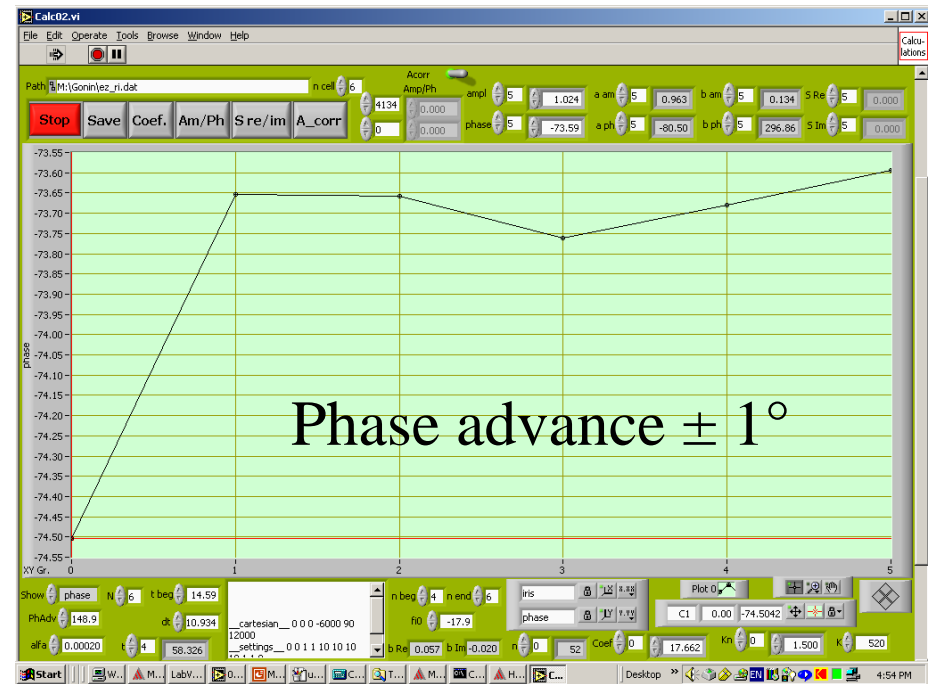 Calc02.vi
File Edit Operate Tools Browse Window Help
Calcu-
lations
Path M:\Gonin\ez_ri.dat n cell 6
Acorr
Amp/Ph
4134 0.000
0 0.000
ampl 5 1.024 a am 5 0.963 b am 5 0.134 S Re 5 0.000
phase 5 -73.59 a ph 5 -80.50 b ph 5 296.86 S Im 5 0.000
Stop Save Coef. Am/Ph S re/im A_corr
-73.55
-73.60
-73.65
-73.70
-73.75
-73.80
-73.85
-73.90
-73.95
-74.00
-74.05
-74.10
-74.15
-74.20
-74.25
-74.30
-74.35
-74.40
-74.45
-74.50
-74.55
phase
Phase advance ± 1°
XY Gr. 0 1 2 3 4 5
Show phase N 6 t beg 14.59
PhAdv 148.9 dt 10.934
alfa 0.00020 t 4 58.326
__cartesian__ 0 0 0 -6000 90
12000
__settings__ 0 0 1 1 10 10 10
n beg 4 n end 6
fi0 -17.9
b Re 0.057 b Im -0.020
iris
phase
Plot 0
C1 0.00 -74.5042
n 0 52 Coef 0 17.662 Kn 0 1.500 K 520
Start W... M... LabV... 0... M... u... C... T... M... C... H... C... Desktop » EN 4:54 PM